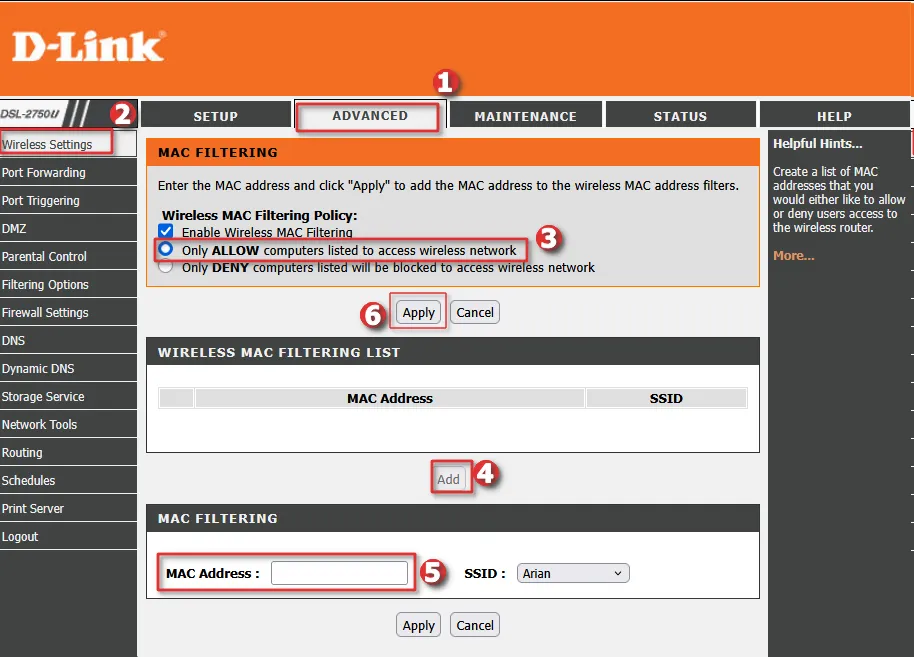 D-Link
1
DSL-2750U
2
SETUP
ADVANCED
MAINTENANCE
STATUS
HELP
Wireless Settings
Port Forwarding
Port Triggering
DMZ
Parental Control
Filtering Options
Firewall Settings
DNS
Dynamic DNS
Storage Service
Network Tools
Routing
Schedules
Print Server
Logout
MAC FILTERING
Enter the MAC address and click "Apply" to add the MAC address to the wireless MAC address filters.
Wireless MAC Filtering Policy:
Enable Wireless MAC Filtering
Only ALLOW computers listed to access wireless network
3
Only DENY computers listed will be blocked to access wireless network
6
Apply
Cancel
WIRELESS MAC FILTERING LIST
MAC Address
SSID
Add
4
MAC FILTERING
MAC Address :
5
SSID :
Arian
Apply
Cancel
Helpful Hints...
Create a list of MAC
addresses that you
would either like to allow
or deny users access to
the wireless router.
More...